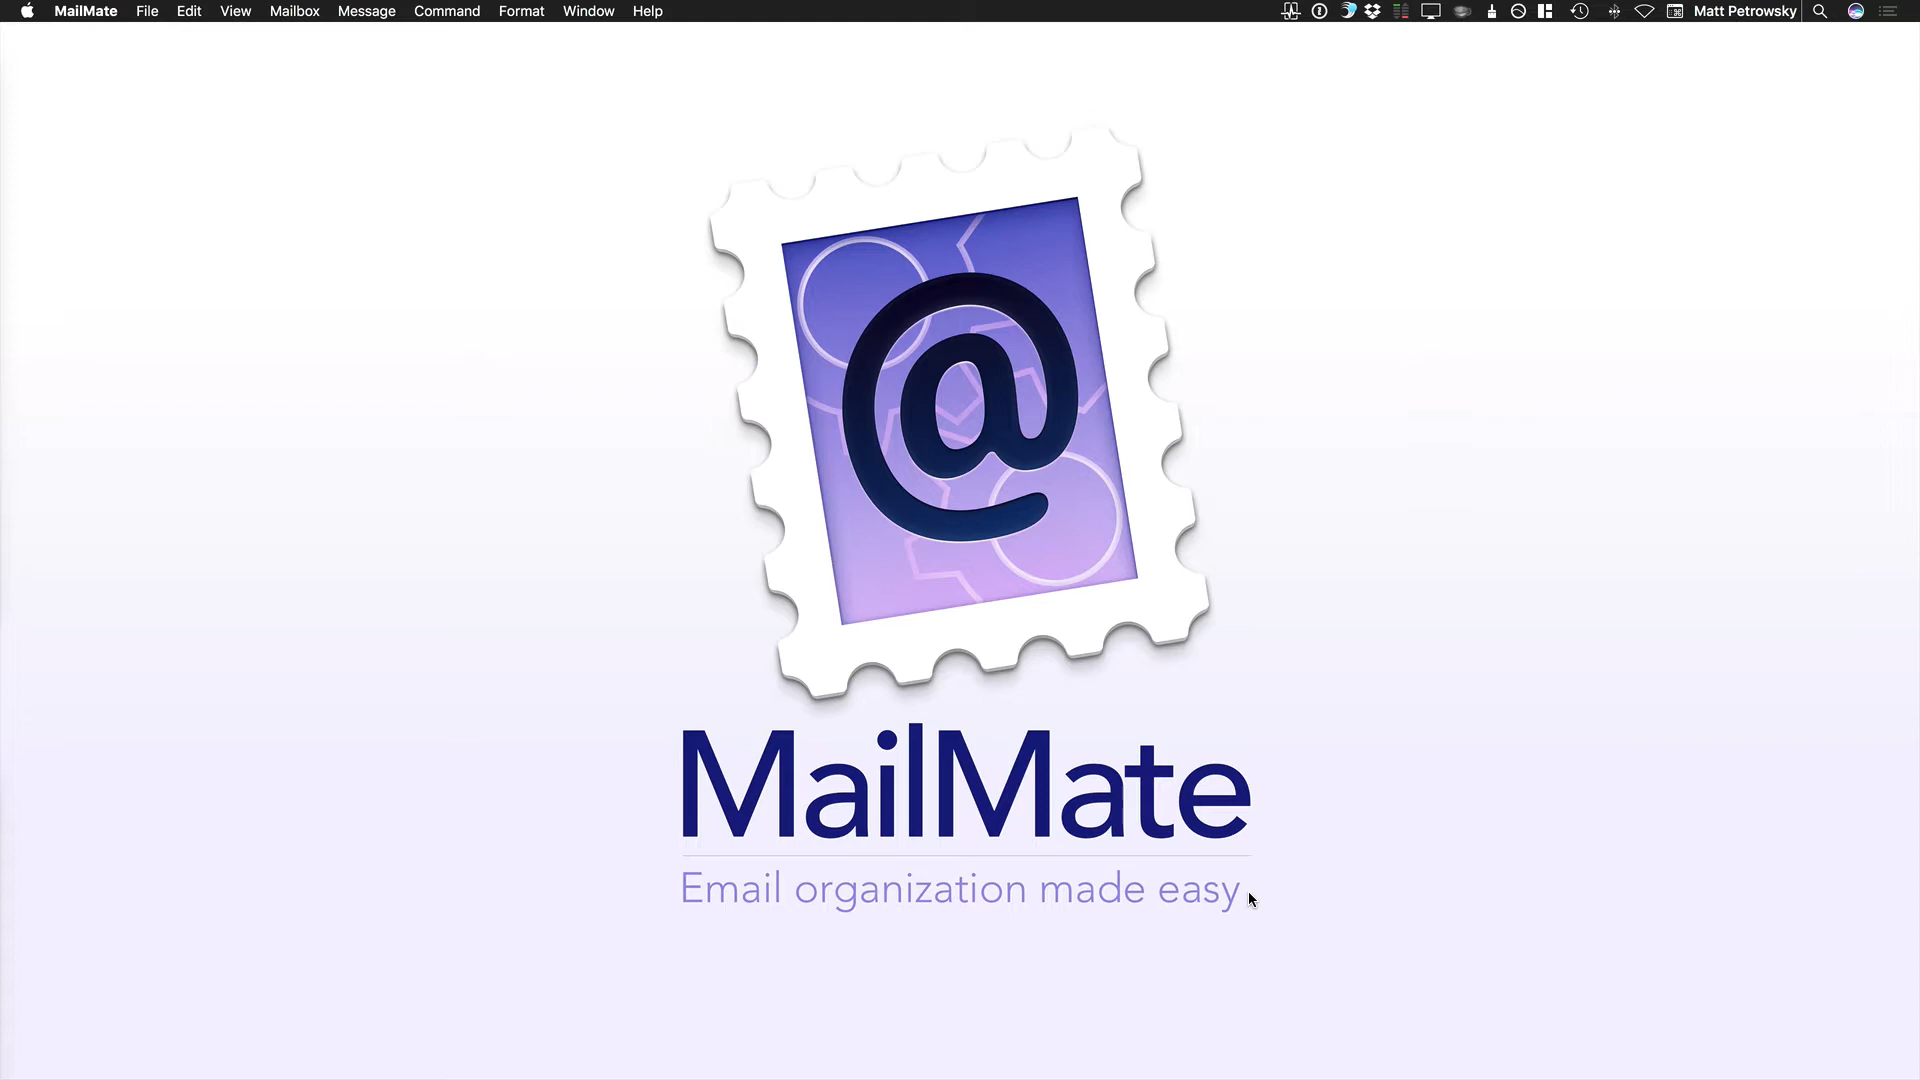 MailMate File Edit View Mailbox Message Command Format Window Help Matt Petrowsky
@
MailMate
Email organization made easy